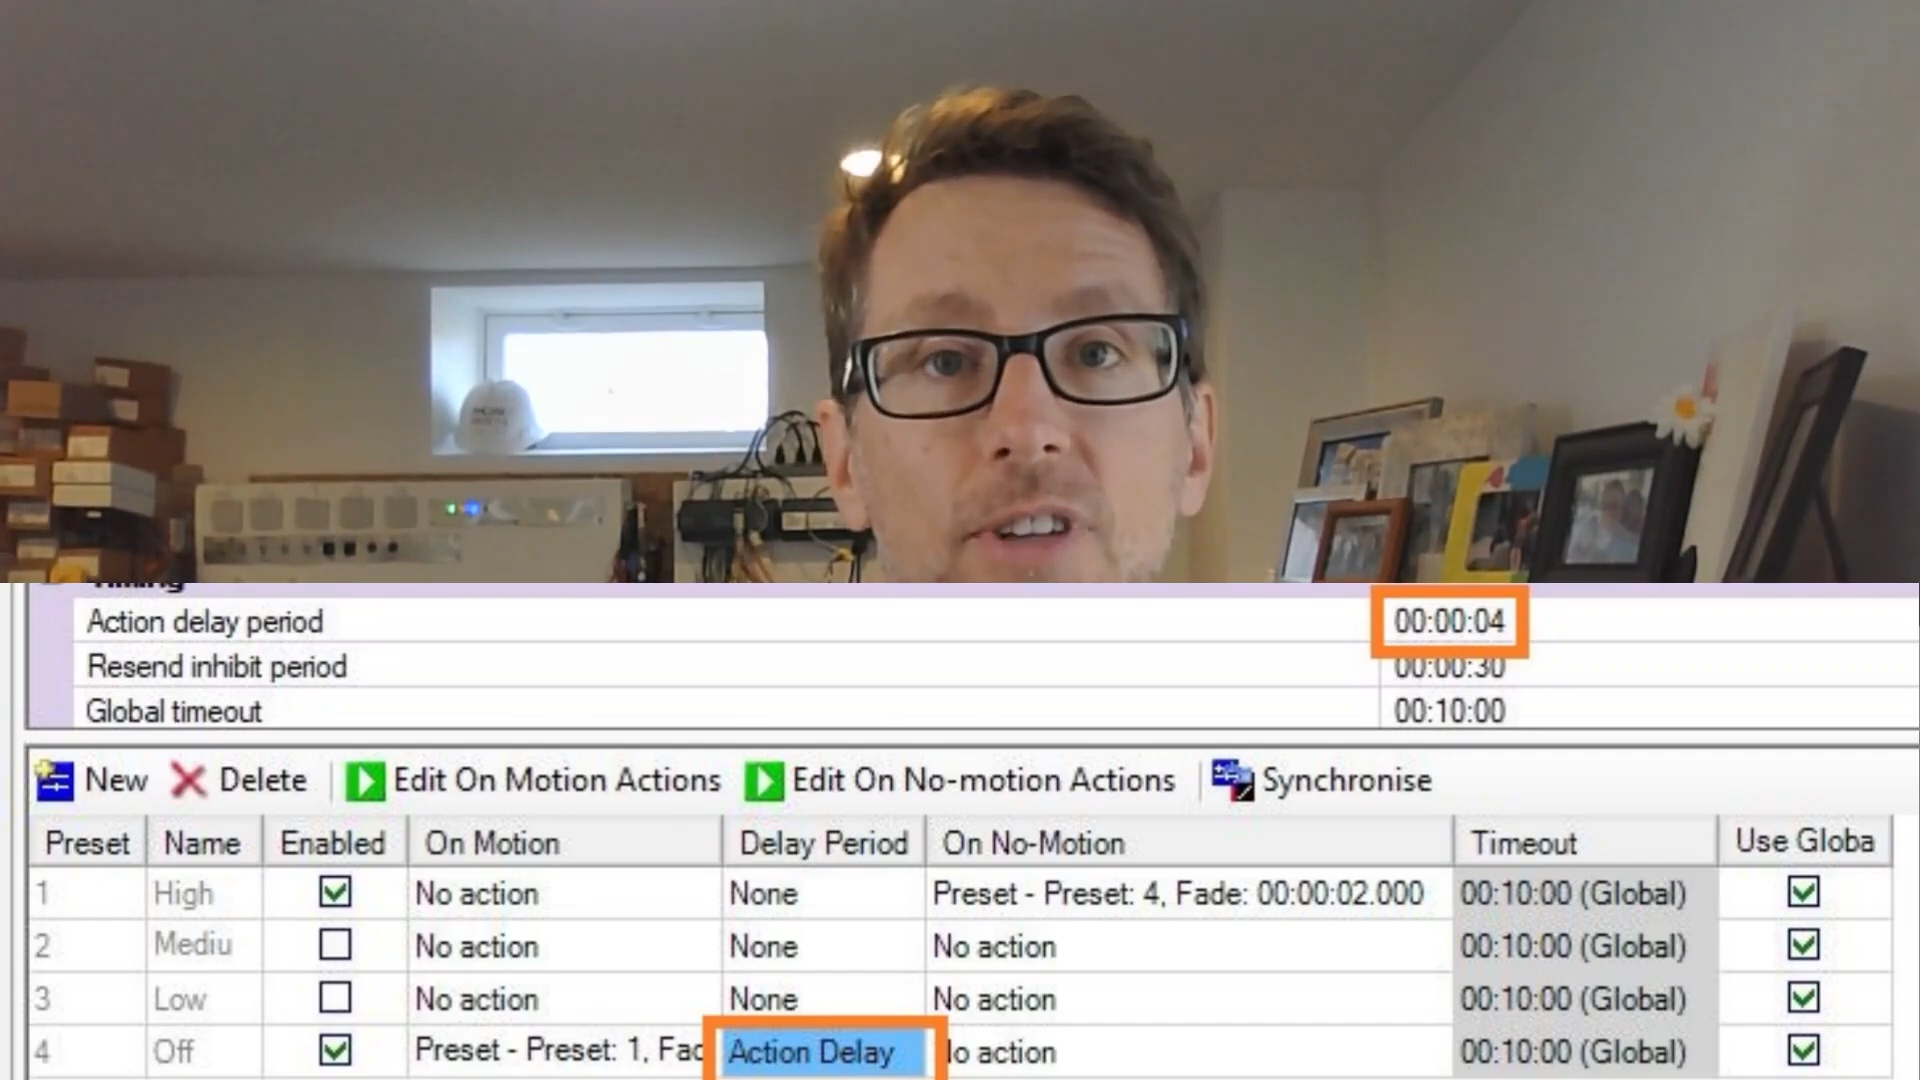 Timing
Action delay period 00:00:04
Resend inhibit period 00:00:30
Global timeout 00:10:00
New Delete Edit On Motion Actions Edit On No-motion Actions Synchronise
Preset Name Enabled On Motion Delay Period On No-Motion Timeout Use Globa
1 High No action None Preset - Preset: 4, Fade: 00:00:02.000 00:10:00 (Global)
2 Mediu No action None No action 00:10:00 (Global)
3 Low No action None No action 00:10:00 (Global)
4 Off Preset - Preset: 1, Fad Action Delay No action 00:10:00 (Global)